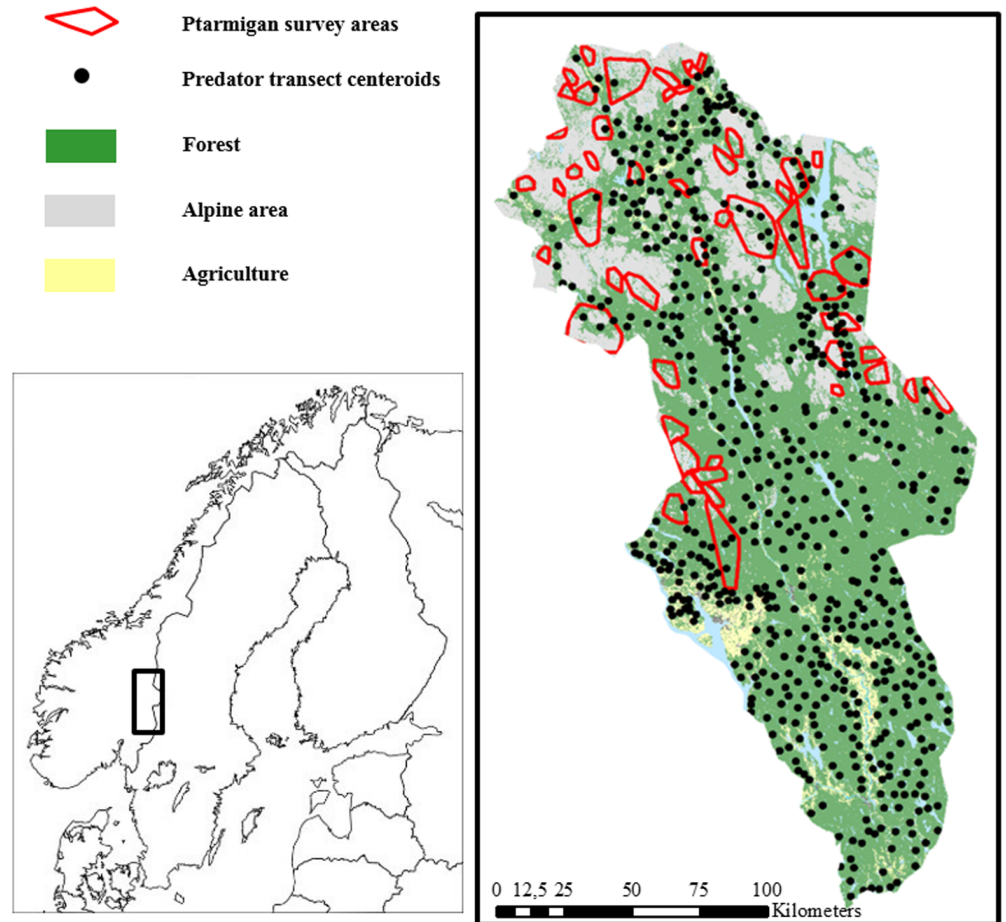 Ptarmigan survey areas
Predator transect centeroids
Forest
Alpine area
Agriculture
0 12,5 25 50 75 100
Kilometers